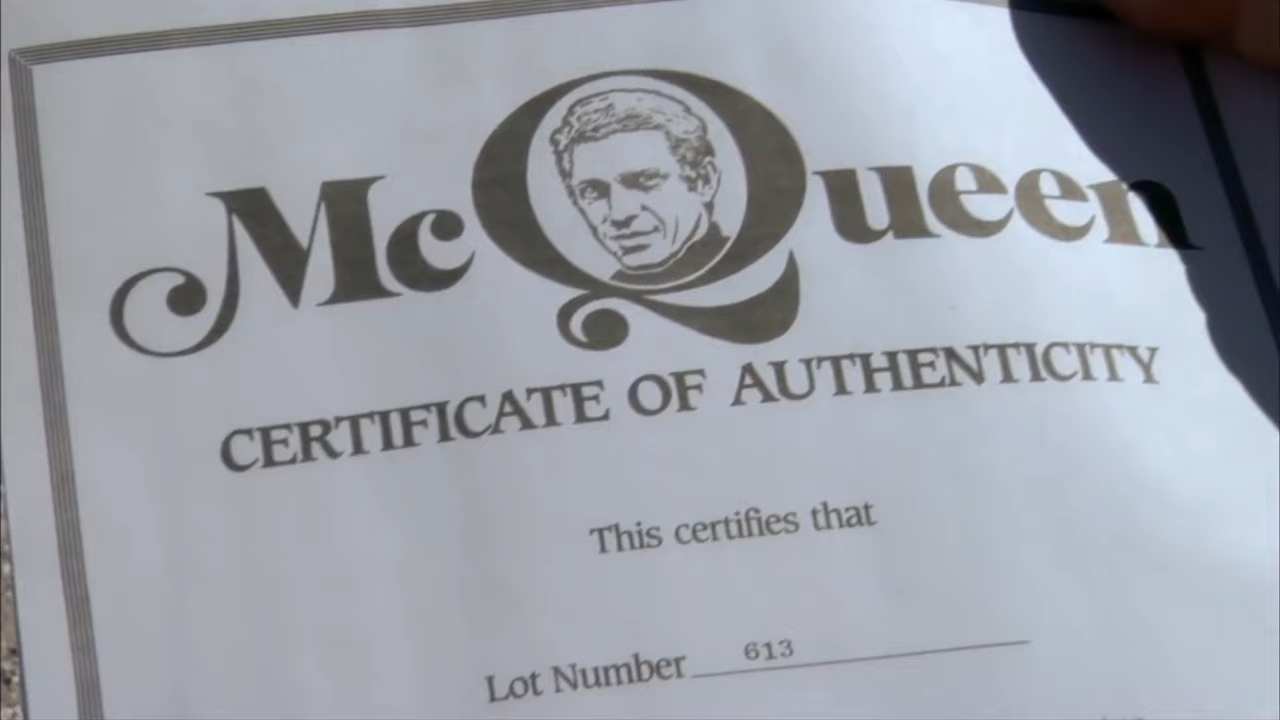 McQueen
CERTIFICATE OF AUTHENTICITY
This certifies that
Lot Number 613